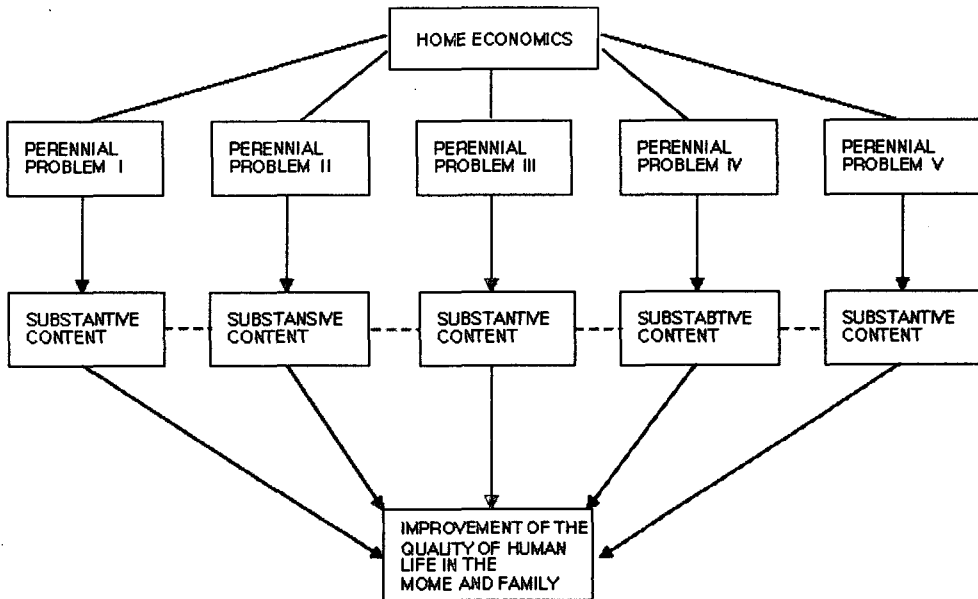 HOME ECONOMICS
PERENNIAL
PROBLEM I
PERENNIAL
PROBLEM II
PERENNIAL
PROBLEM III
PERENNIAL
PROBLEM IV
PERENNIAL
PROBLEM V
SUBSTANTIVE
CONTENT
SUBSTANSIVE
CONTENT
SUBSTANTIVE
CONTENT
SUBSTABTIVE
CONTENT
SUBSTANTIVE
CONTENT
IMPROVEMENT OF THE
QUALITY OF HUMAN
LIFE IN THE
MOME AND FAMILY